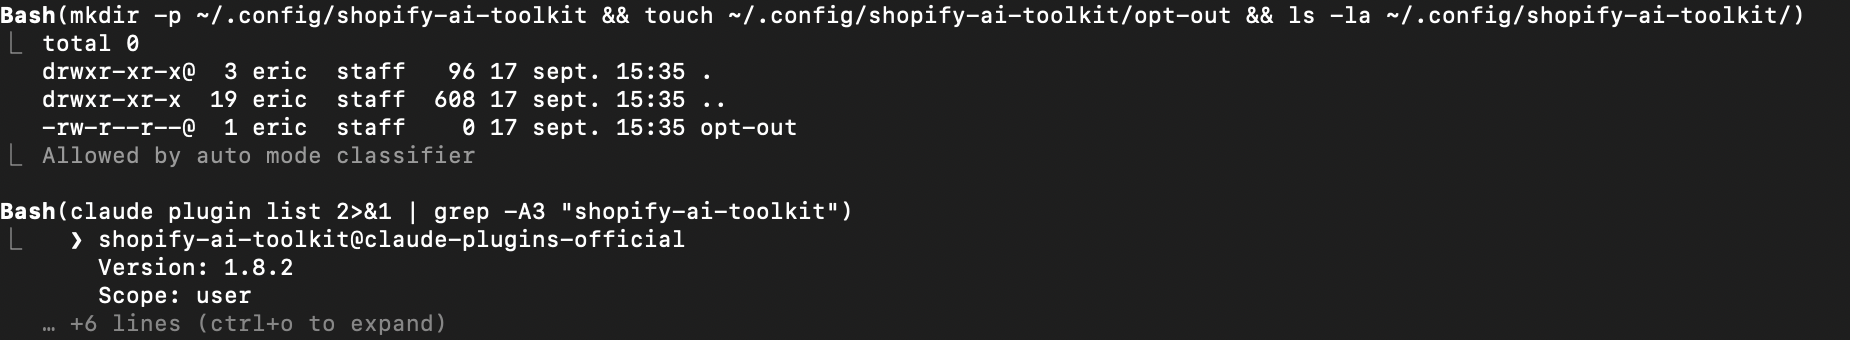 Bash(mkdir -p ~/.config/shopify-ai-toolkit && touch ~/.config/shopify-ai-toolkit/opt-out && ls -la ~/.config/shopify-ai-toolkit/)
⎿  total 0
   drwxr-xr-x@  3 eric  staff   96 17 sept. 15:35 .
   drwxr-xr-x  19 eric  staff  608 17 sept. 15:35 ..
   -rw-r--r--@  1 eric  staff    0 17 sept. 15:35 opt-out
⎿  Allowed by auto mode classifier
Bash(claude plugin list 2>&1 | grep -A3 "shopify-ai-toolkit")
⎿    ❯ shopify-ai-toolkit@claude-plugins-official
       Version: 1.8.2
       Scope: user
   … +6 lines (ctrl+o to expand)